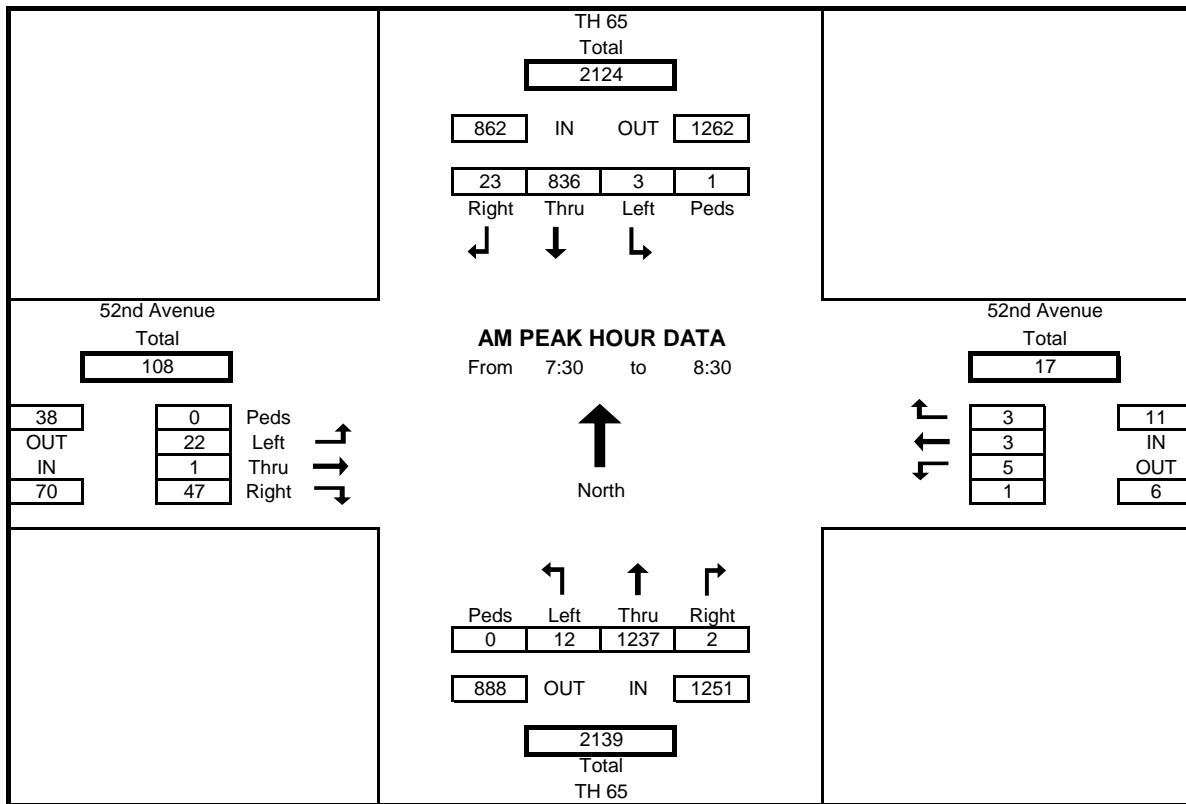 TH 65
Total
2124
862 IN OUT 1262
23 836 3 1
Right Thru Left Peds
52nd Avenue
Total
108
38
OUT
IN
70
0 Peds
22 Left
1 Thru
47 Right
AM PEAK HOUR DATA
From 7:30 to 8:30
North
52nd Avenue
Total
17
3
3
5
1
11
IN
OUT
6
Peds Left Thru Right
0 12 1237 2
888 OUT IN 1251
2139
Total
TH 65